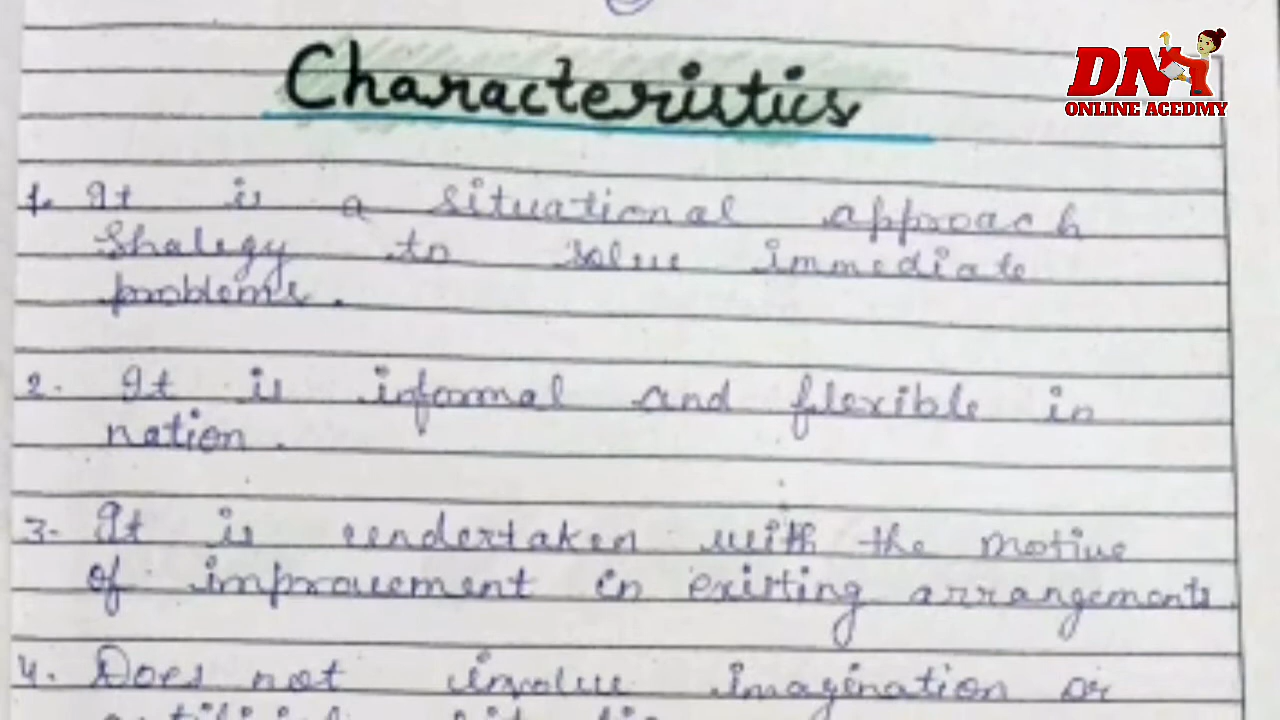 Characteristics
DN
ONLINE ACEDMY
1. It is a situational approach
Shalegy to solve immediate
problems.
2. It is informal and flexible in
nation.
3. It is undertaken with the motive
of improvement in existing arrangements.
4. Does not involve imagination or